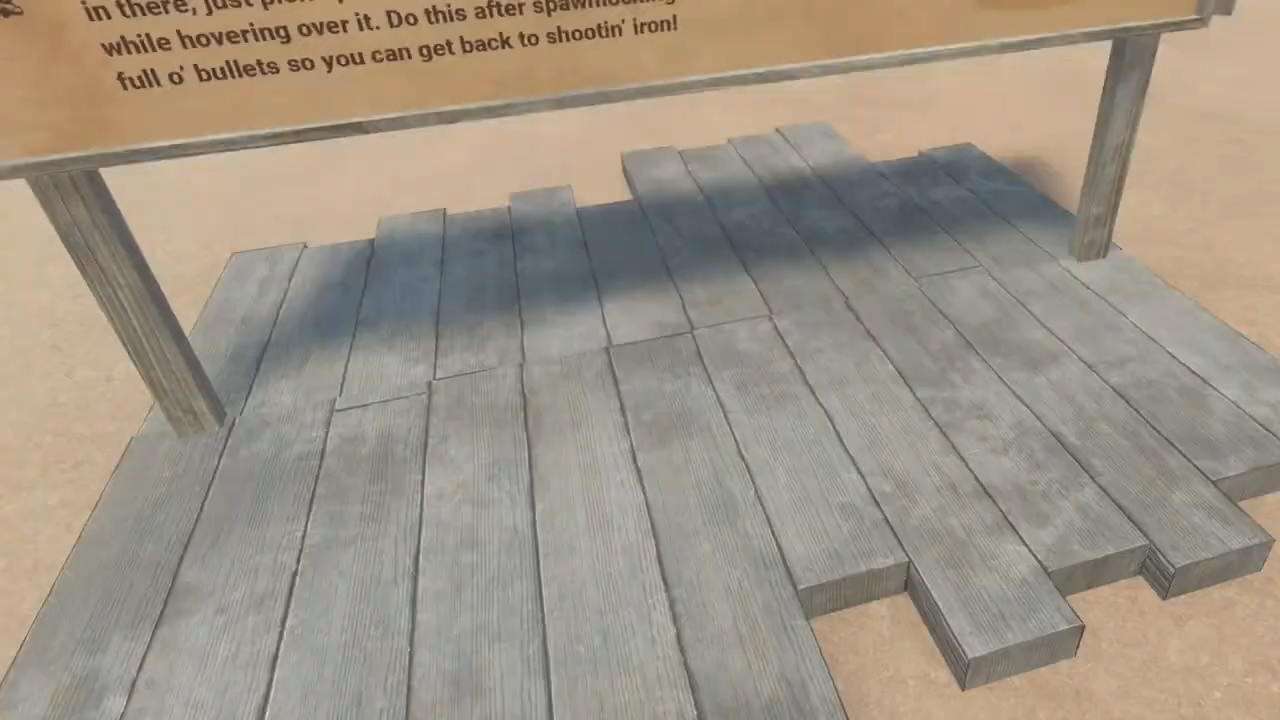 in there, just
while hovering over it. Do this after spawnlocking
full o' bullets so you can get back to shootin' iron!